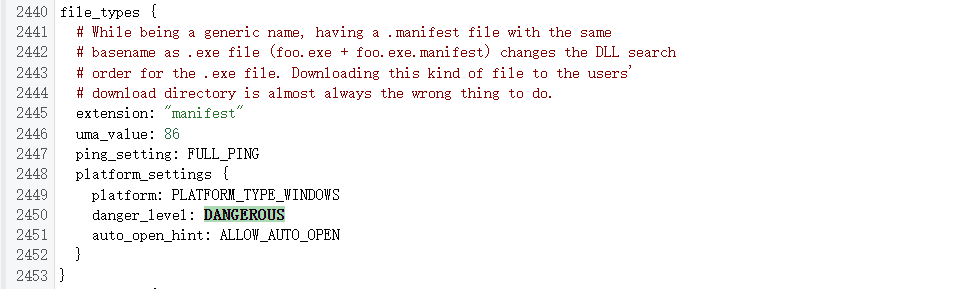 2440 file_types {
2441 # While being a generic name, having a .manifest file with the same
2442 # basename as .exe file (foo.exe + foo.exe.manifest) changes the DLL search
2443 # order for the .exe file. Downloading this kind of file to the users'
2444 # download directory is almost always the wrong thing to do.
2445 extension: "manifest"
2446 uma_value: 86
2447 ping_setting: FULL_PING
2448 platform_settings {
2449 platform: PLATFORM_TYPE_WINDOWS
2450 danger_level: DANGEROUS
2451 auto_open_hint: ALLOW_AUTO_OPEN
2452 }
2453 }